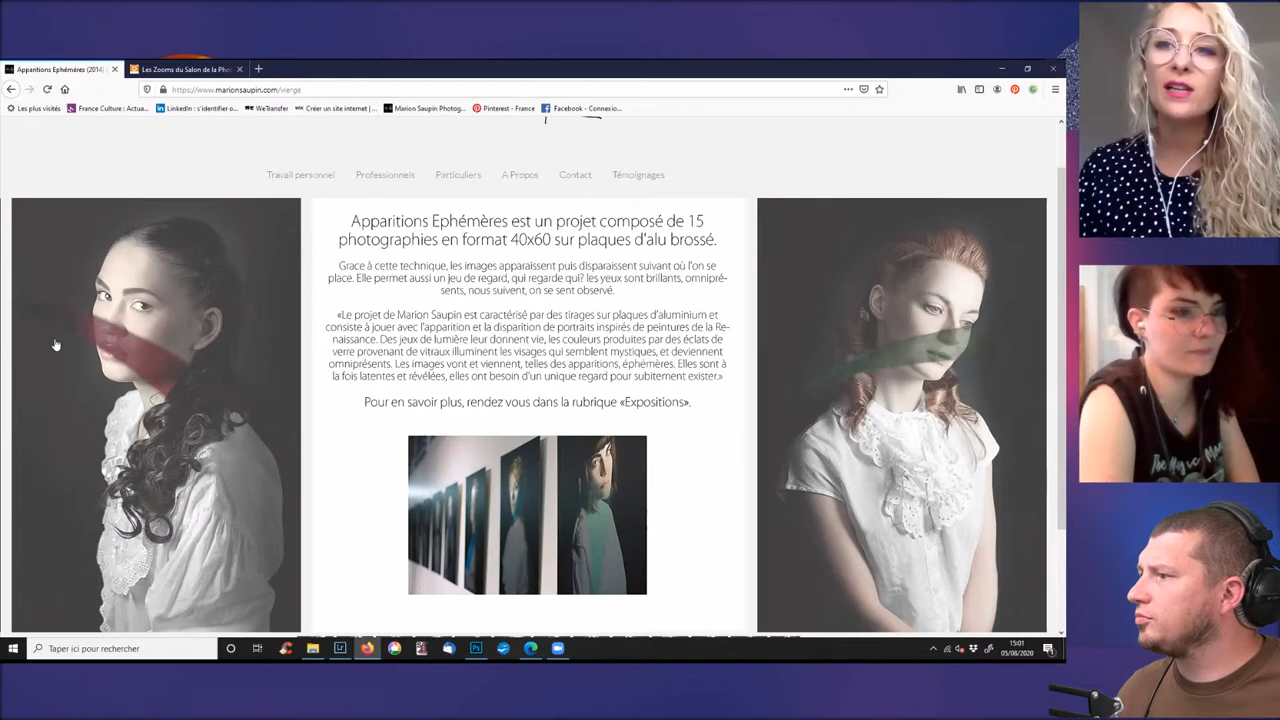 Apparitions Ephémères (2014)
Les Zooms du Salon de la Phot
https://www.marionsaupin.com/vierge
Les plus visités
France Culture : Actua...
LinkedIn : s'identifier o...
WeTransfer
Créer un site internet |...
Marion Saupin Photog...
Pinterest - France
Facebook - Connexio...
Travail personnel
Professionnels
Particuliers
A Propos
Contact
Témoignages
Apparitions Ephémères est un projet composé de 15
photographies en format 40x60 sur plaques d'alu brossé.
Grace à cette technique, les images apparaissent puis disparaissent suivant où l'on se
place. Elle permet aussi un jeu de regard, qui regarde qui? les yeux sont brillants, omnipré-
sents, nous suivent, on se sent observé.
«Le projet de Marion Saupin est caractérisé par des tirages sur plaques d'aluminium et
consiste à jouer avec l'apparition et la disparition de portraits inspirés de peintures de la Re-
naissance. Des jeux de lumière leur donnent vie, les couleurs produites par des éclats de
verre provenant de vitraux illuminent les visages qui semblent mystiques, et deviennent
omniprésents. Les images vont et viennent, telles des apparitions, éphémères. Elles sont à
la fois latentes et révélées, elles ont besoin d'un unique regard pour subitement exister.»
Pour en savoir plus, rendez vous dans la rubrique «Expositions».
Taper ici pour rechercher
15:01
05/08/2020